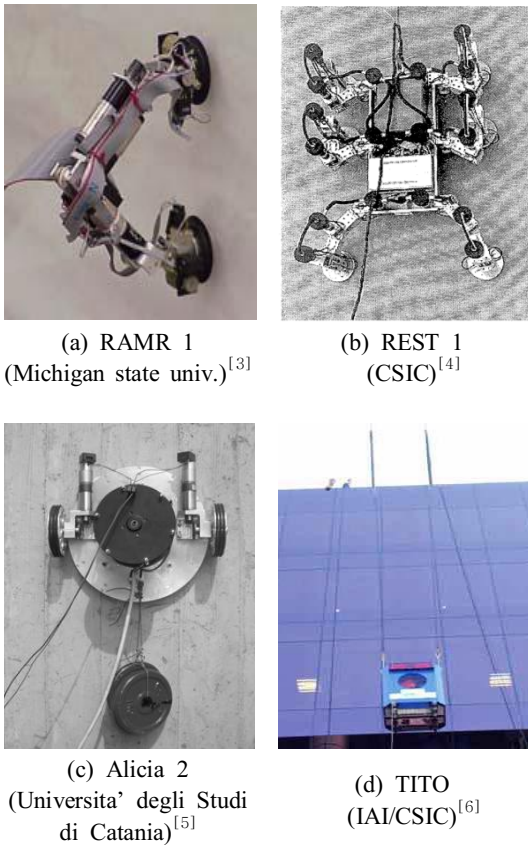 (a) RAMR 1
(Michigan state univ.)[3]
(b) REST 1
(CSIC)[4]
(c) Alicia 2
(Universita' degli Studi
di Catania)[5]
(d) TITO
(IAI/CSIC)[6]